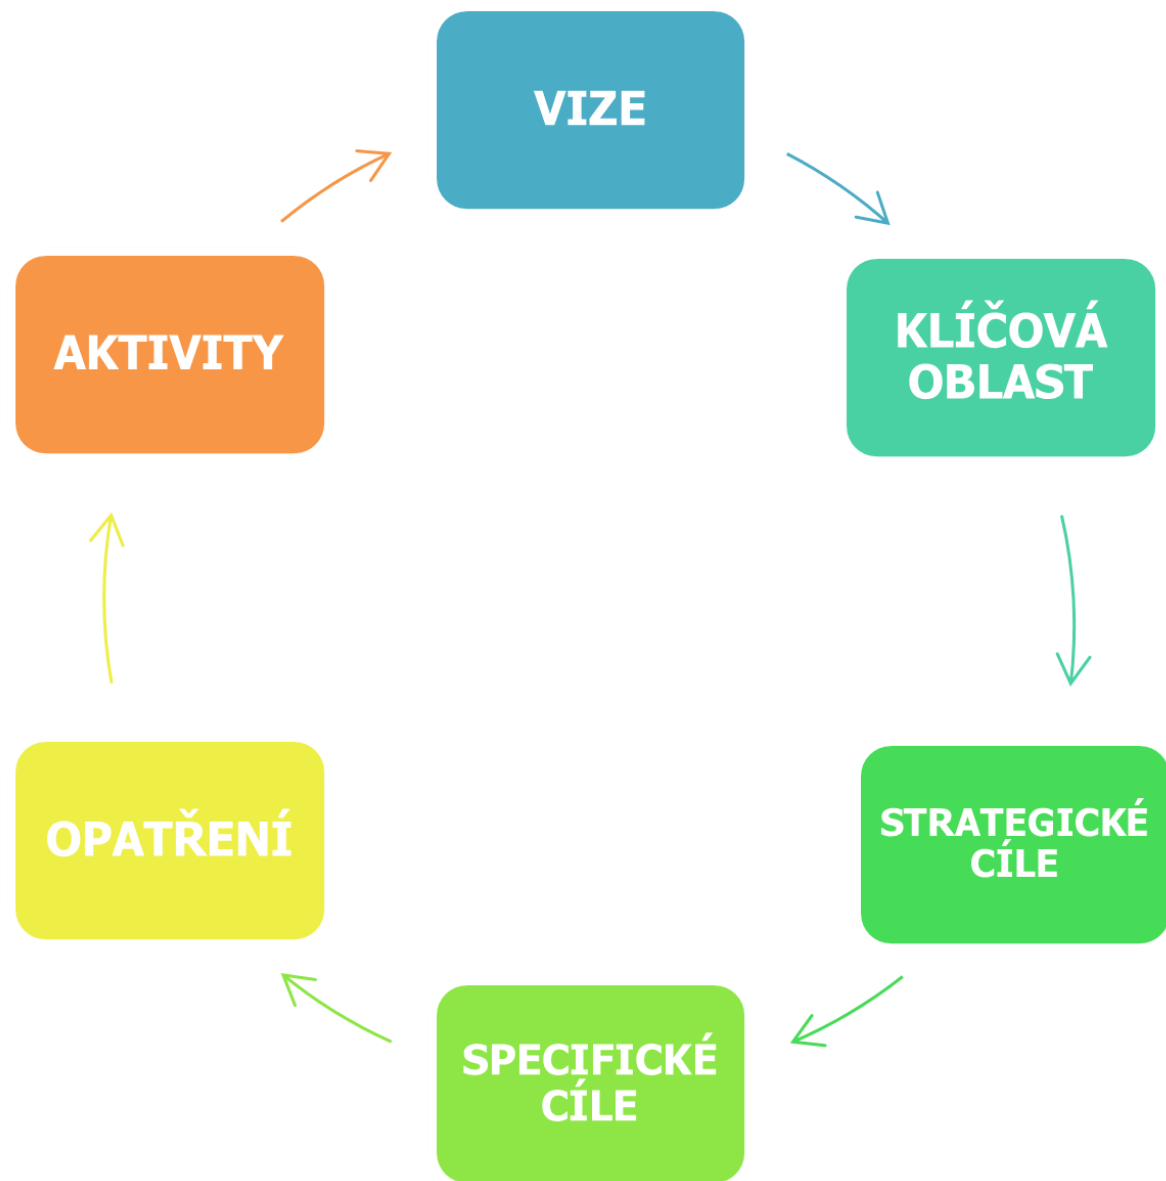 VIZE
KLÍČOVÁ
OBLAST
STRATEGICKÉ
CÍLE
SPECIFICKÉ
CÍLE
OPATŘENÍ
AKTIVITY